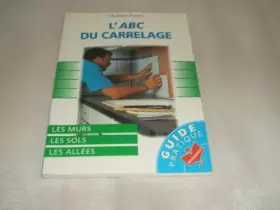 L'ABC
DU CARRELAGE
LES MURS
LES SOLS
LES ALLÉES
GUIDE
PRATIQUE